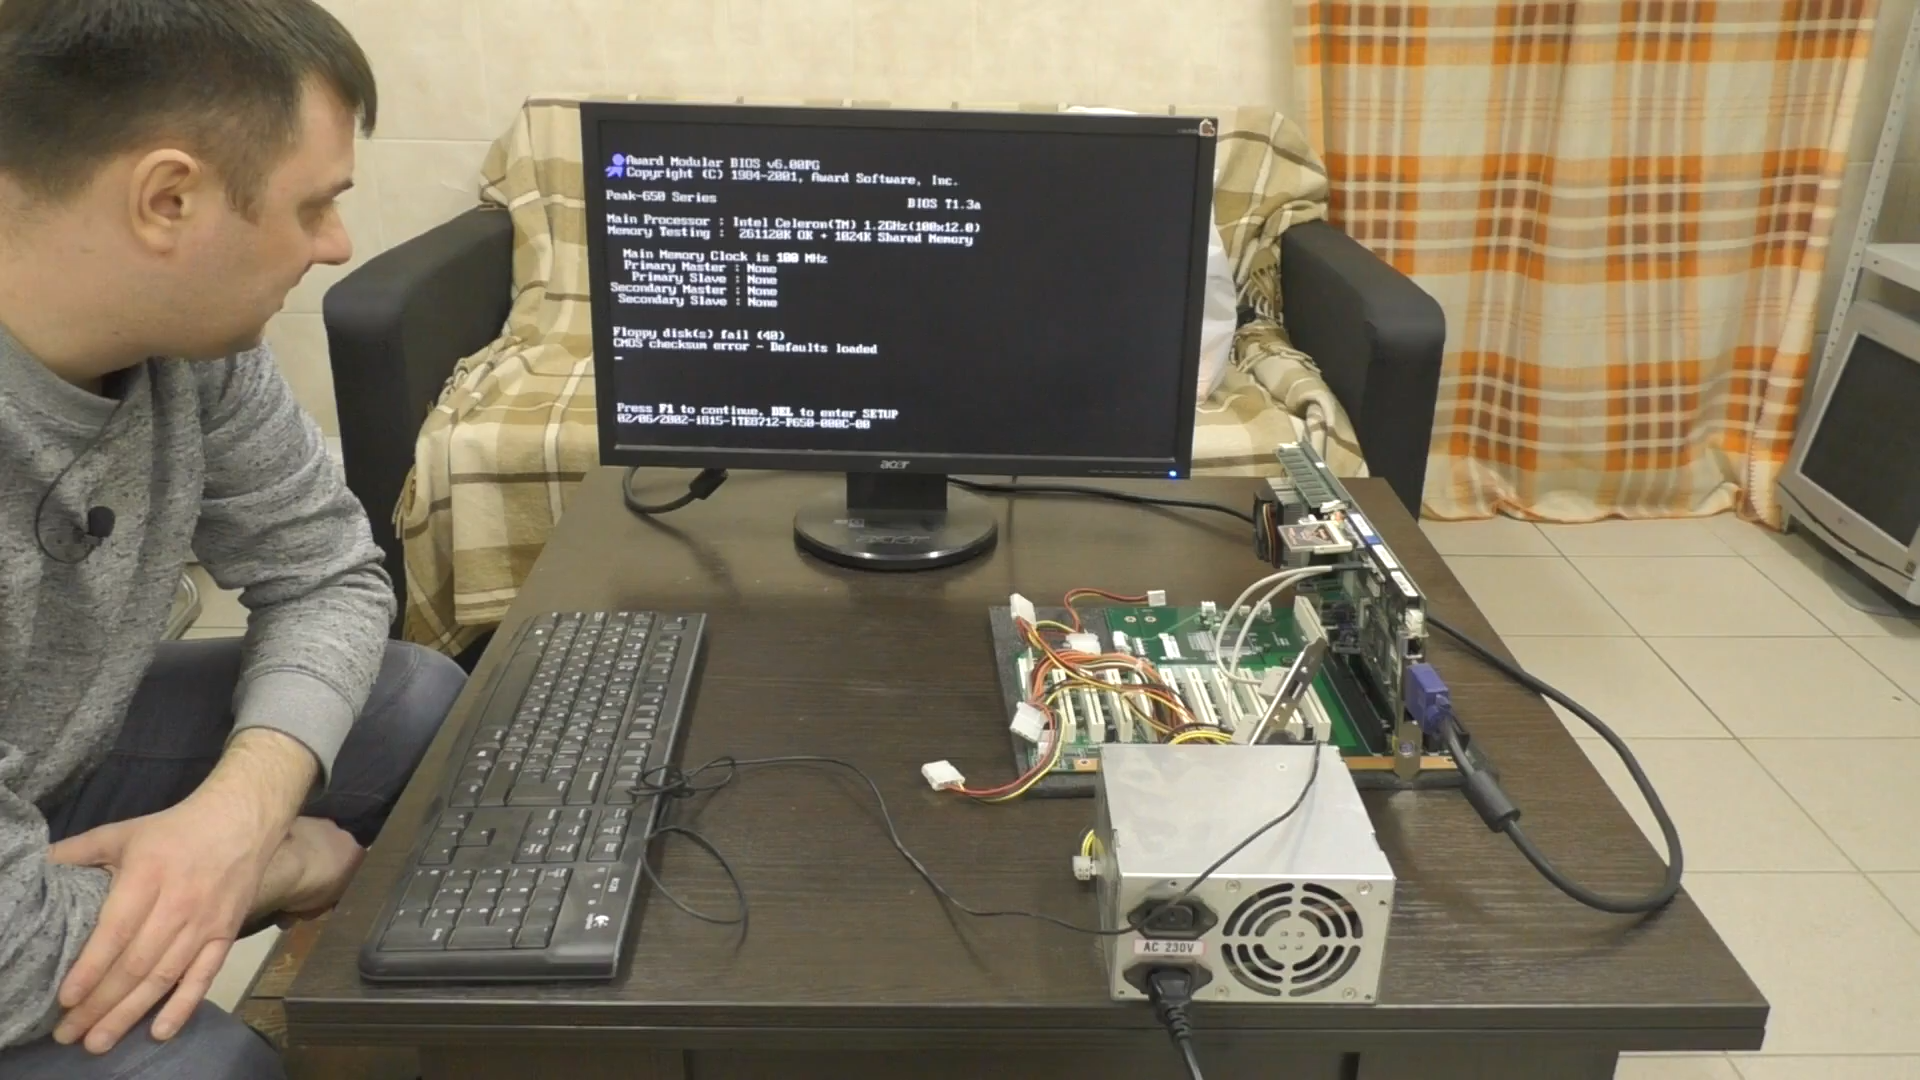 Award Modular BIOS v6.00PG
Copyright (C) 1984-2001, Award Software, Inc.
Peak-650 Series
BIOS T1.3a
Main Processor : Intel Celeron(TM) 1.2GHz(100x12.0)
Memory Testing : 261120K OK + 1024K Shared Memory
Main Memory Clock is 100 MHz
Primary Master : None
Primary Slave : None
Secondary Master : None
Secondary Slave : None
Floppy disk(s) fail (40)
CMOS checksum error - Defaults loaded
Press F1 to continue, DEL to enter SETUP
02/06/2002-i815-ITE8712-P650-000C-00
acer
AC 230V